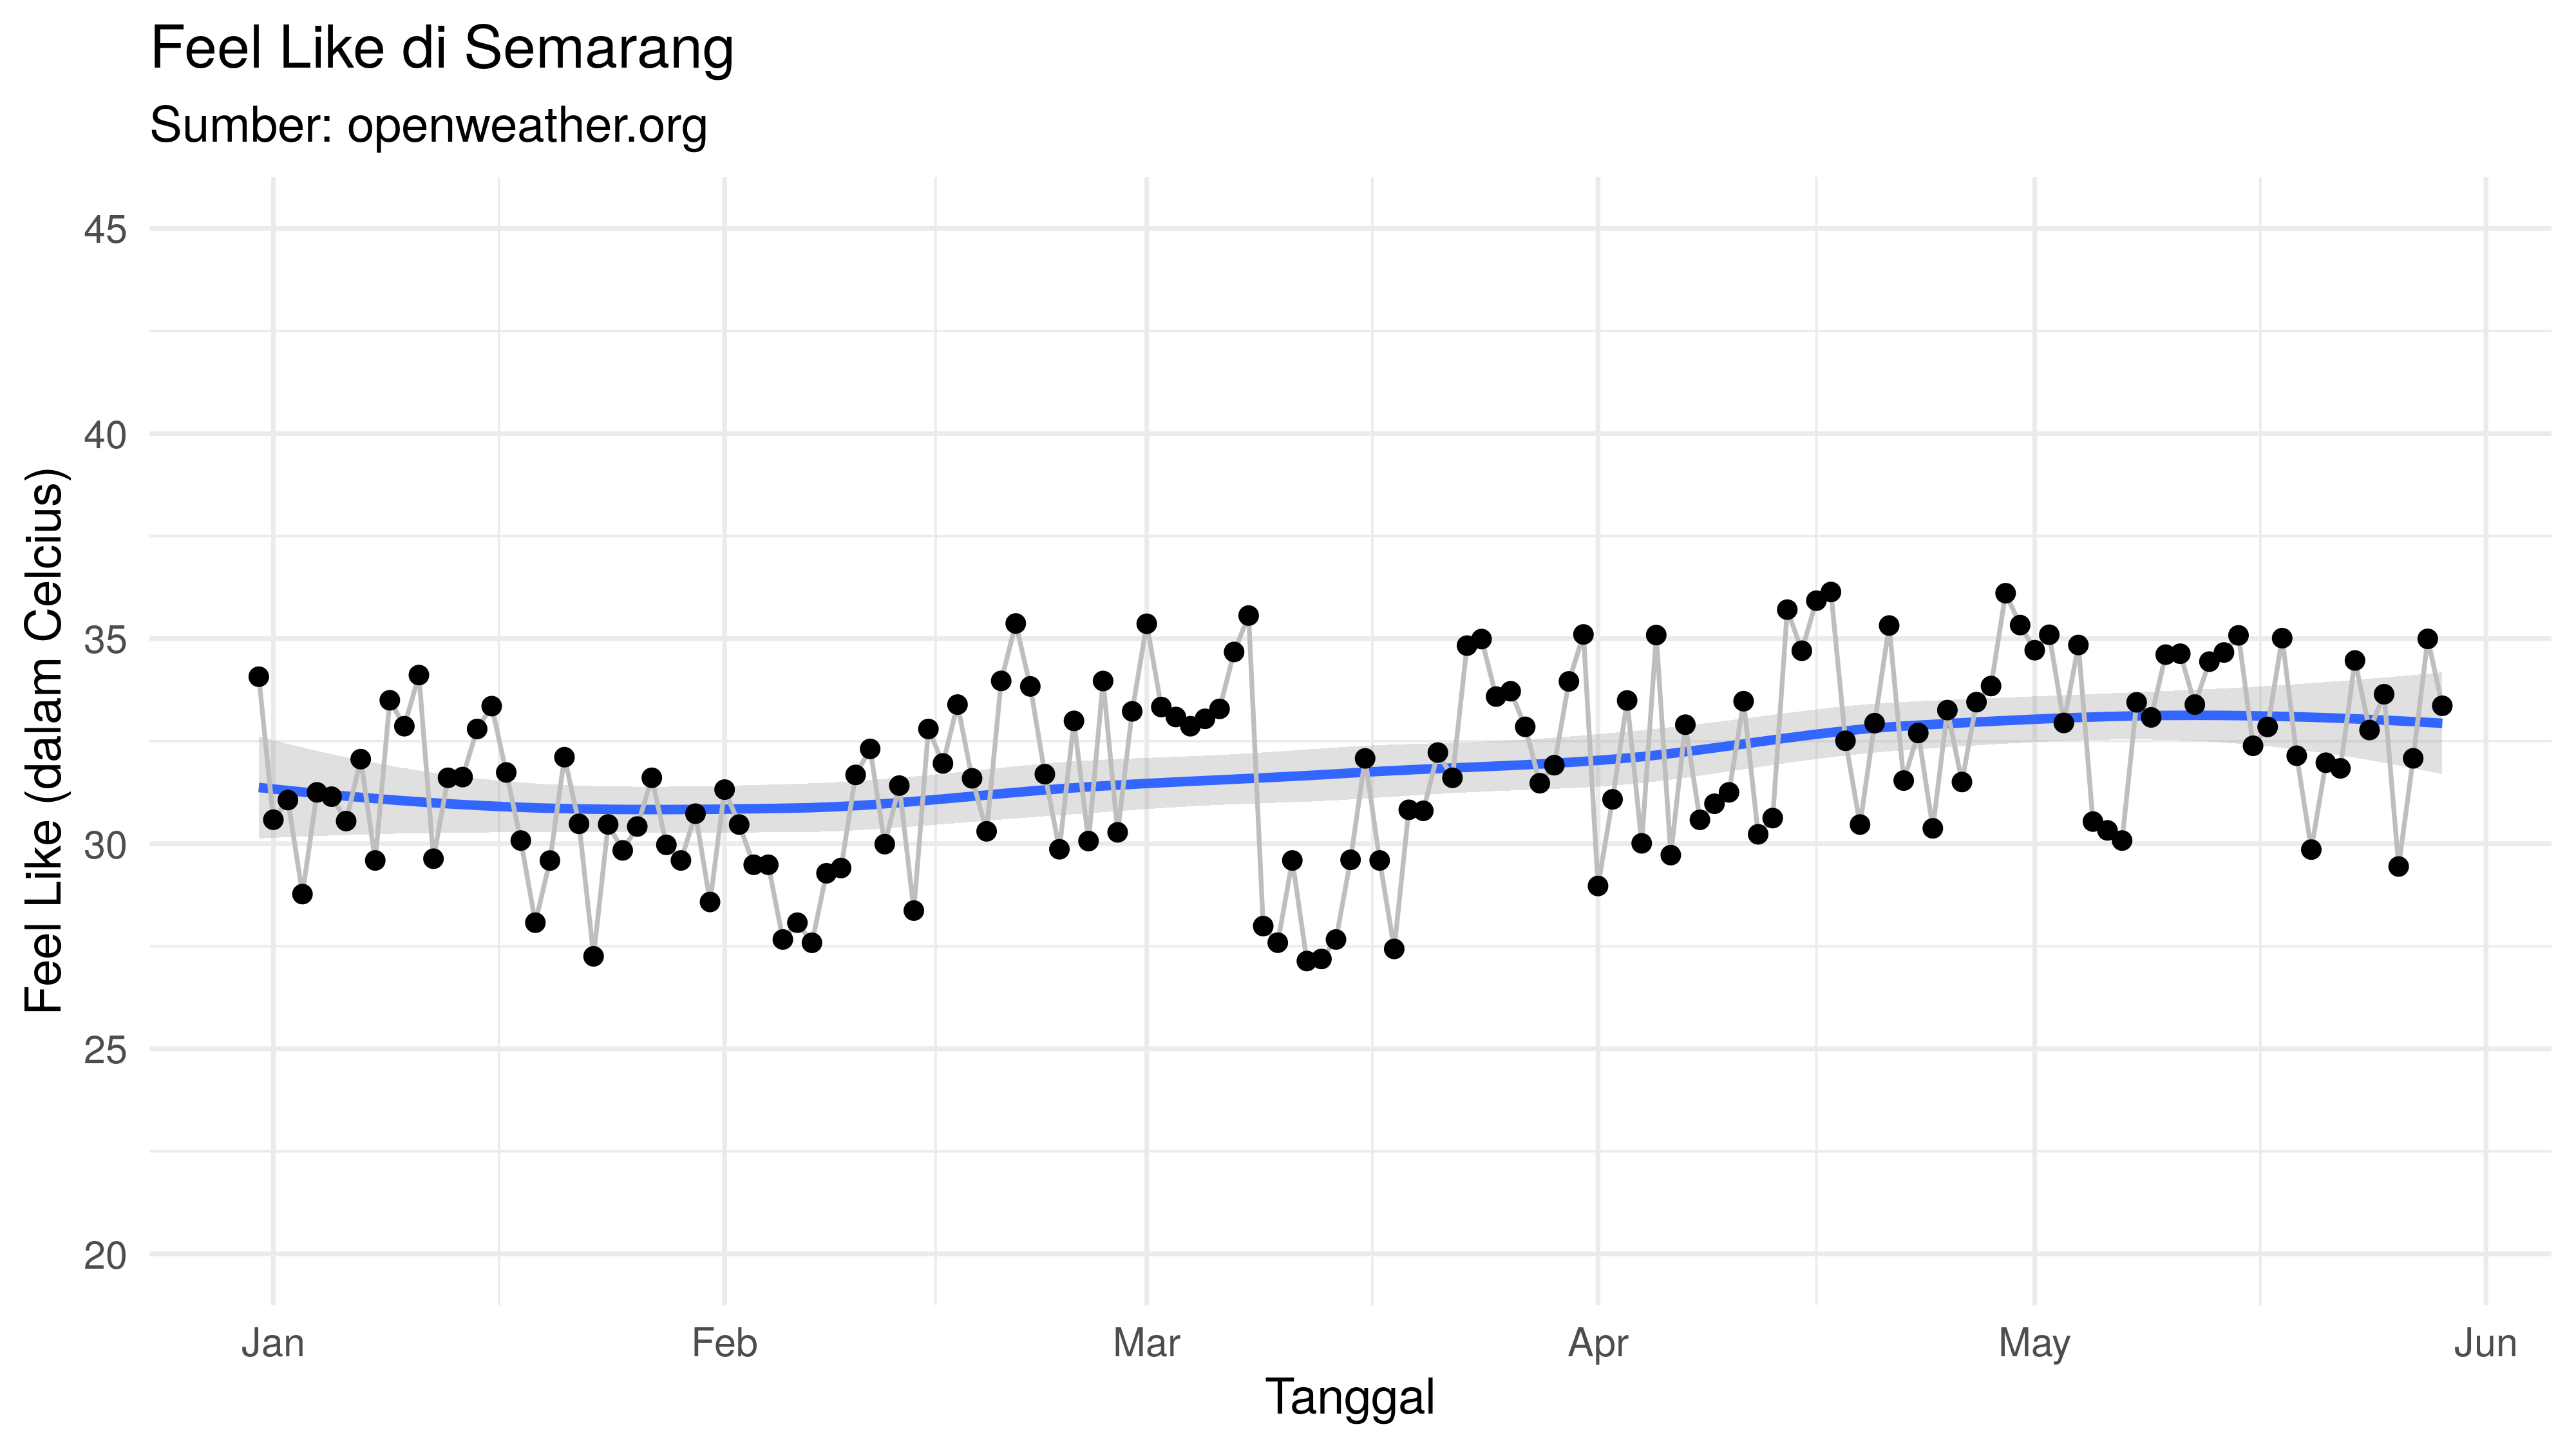 Feel Like di Semarang
Sumber: openweather.org
Feel Like (dalam Celcius)
45
40
35
30
25
20
Jan Feb Mar Apr May Jun
Tanggal